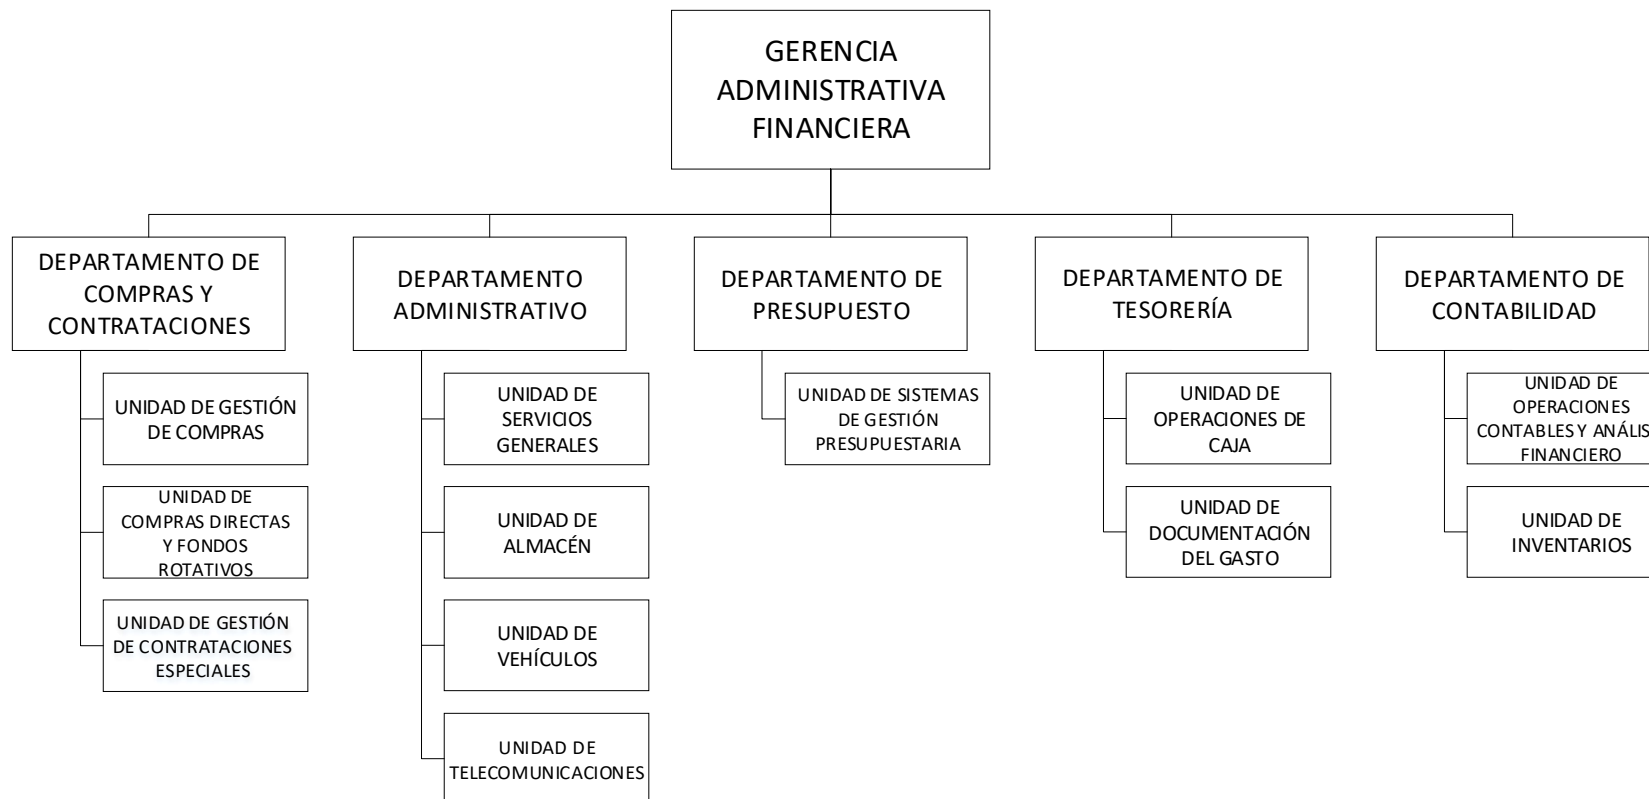 GERENCIA
ADMINISTRATIVA
FINANCIERA
DEPARTAMENTO DE
COMPRAS Y
CONTRATACIONES
DEPARTAMENTO
ADMINISTRATIVO
DEPARTAMENTO DE
PRESUPUESTO
DEPARTAMENTO DE
TESORERÍA
DEPARTAMENTO DE
CONTABILIDAD
UNIDAD DE GESTIÓN
DE COMPRAS
UNIDAD DE
COMPRAS DIRECTAS
Y FONDOS
ROTATIVOS
UNIDAD DE GESTIÓN
DE CONTRATACIONES
ESPECIALES
UNIDAD DE
SERVICIOS
GENERALES
UNIDAD DE
ALMACÉN
UNIDAD DE
VEHÍCULOS
UNIDAD DE
TELECOMUNICACIONES
UNIDAD DE SISTEMAS
DE GESTIÓN
PRESUPUESTARIA
UNIDAD DE
OPERACIONES DE
CAJA
UNIDAD DE
DOCUMENTACIÓN
DEL GASTO
UNIDAD DE
OPERACIONES
CONTABLES Y ANÁLIS
FINANCIERO
UNIDAD DE
INVENTARIOS